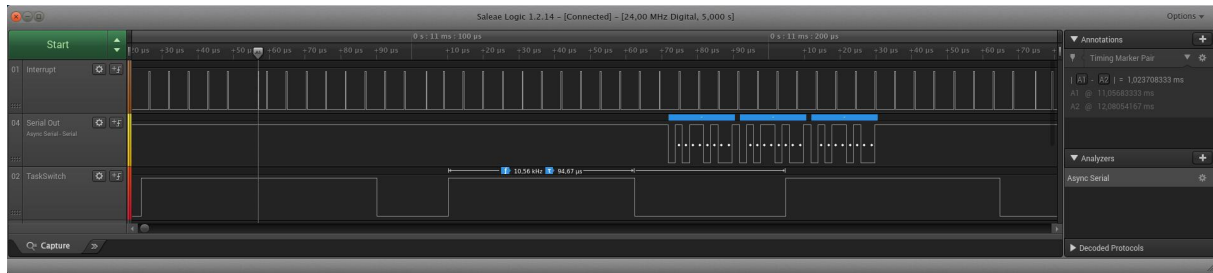 Saleae Logic 1.2.14 - [Connected] - [24,00 MHz Digital, 5,000 s]
Options
Start
0 s : 11 ms : 100 µs
0 s : 11 ms : 200 µs
+30 µs +40 µs +60 µs +70 µs +80 µs +90 µs +10 µs +20 µs +30 µs +40 µs +50 µs +60 µs +70 µs +80 µs +90 µs +10 µs +20 µs +30 µs +40 µs +50 µs +60 µs +70 µs
01 Interrupt
04 Serial Out
Async Serial - Serial
02 TaskSwitch
10,56 kHz T 94,67 µs
Capture
Annotations
Timing Marker Pair
| A1 - A2 | = 1,023708333 ms
A1 @ 11,05683333 ms
A2 @ 12,08054167 ms
Analyzers
Async Serial
Decoded Protocols